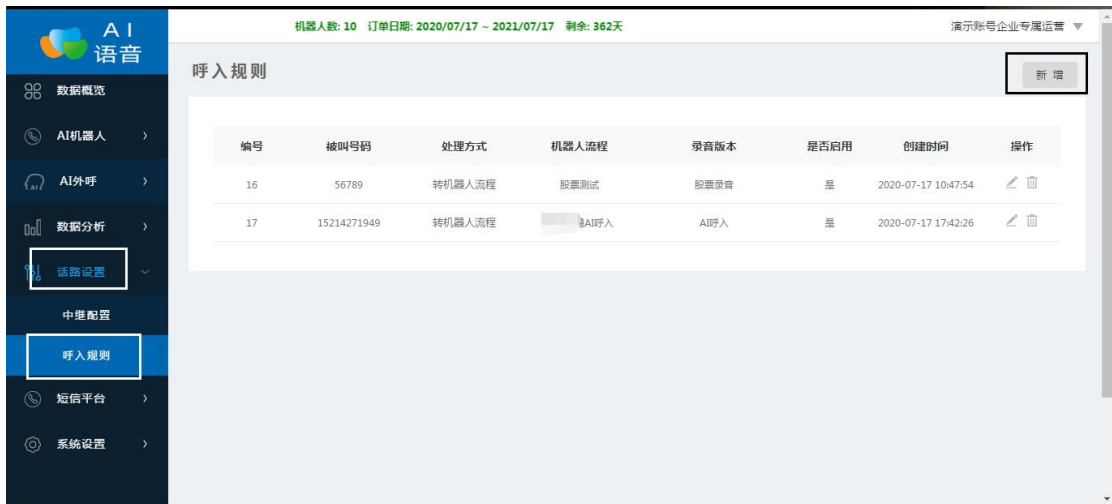 AI
语音
机器人数: 10 订单日期: 2020/07/17 ~ 2021/07/17 剩余: 362天
演示账号企业专属运营
呼入规则
新增
数据概览
AI机器人
AI外呼
数据分析
话路设置
中继配置
呼入规则
短信平台
系统设置
编号 被叫号码 处理方式 机器人流程 录音版本 是否启用 创建时间 操作
16 56789 转机器人流程 股票测试 股票录音 是 2020-07-17 10:47:54
17 15214271949 转机器人流程 AI呼入 AI呼入 是 2020-07-17 17:42:26